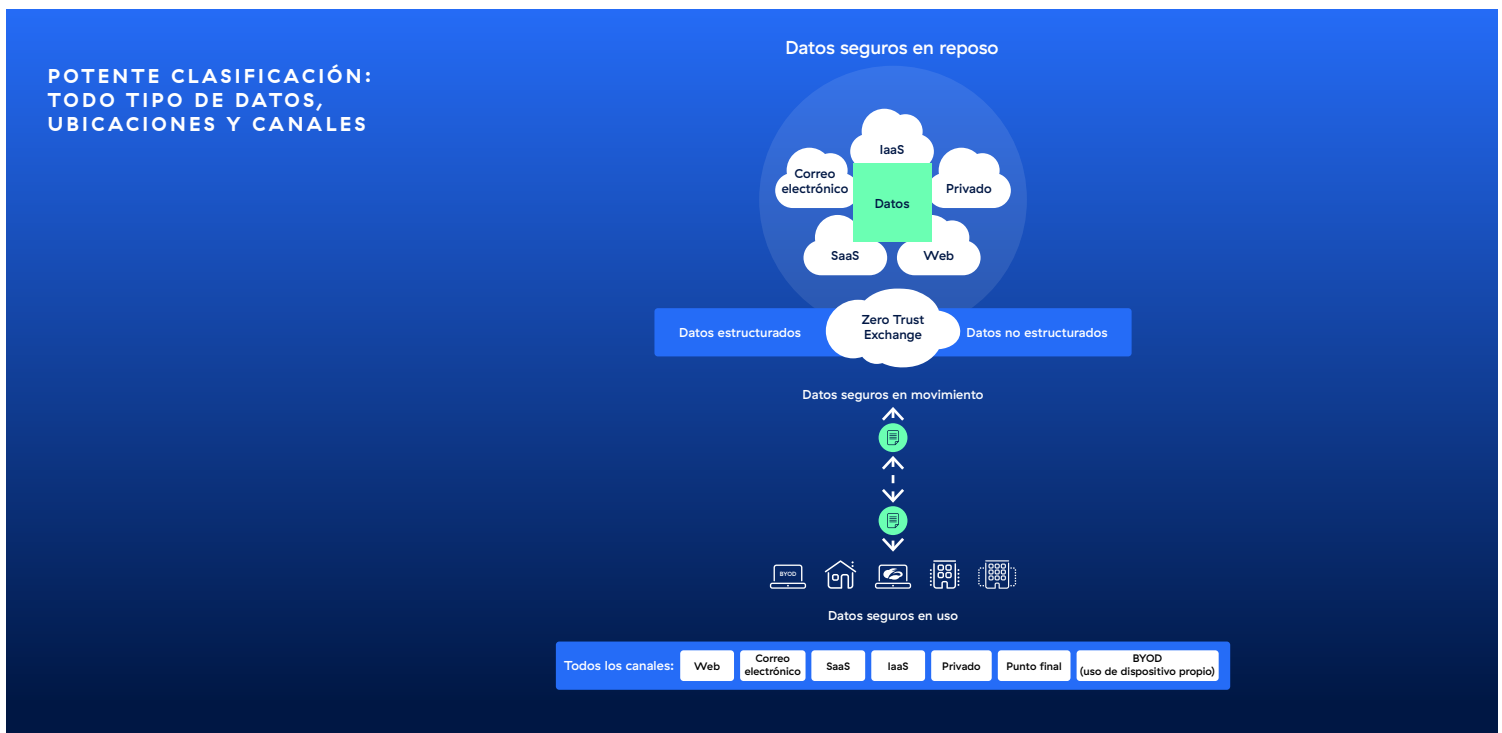 POTENTE CLASIFICACIÓN:
TODO TIPO DE DATOS,
UBICACIONES Y CANALES
Datos seguros en reposo
IaaS
Correo
electrónico
Privado
Datos
SaaS
Web
Datos estructurados
Zero Trust
Exchange
Datos no estructurados
Datos seguros en movimiento
BYOD
Datos seguros en uso
Todos los canales:
Web
Correo
electrónico
SaaS
IaaS
Privado
Punto final
BYOD
(uso de dispositivo propio)